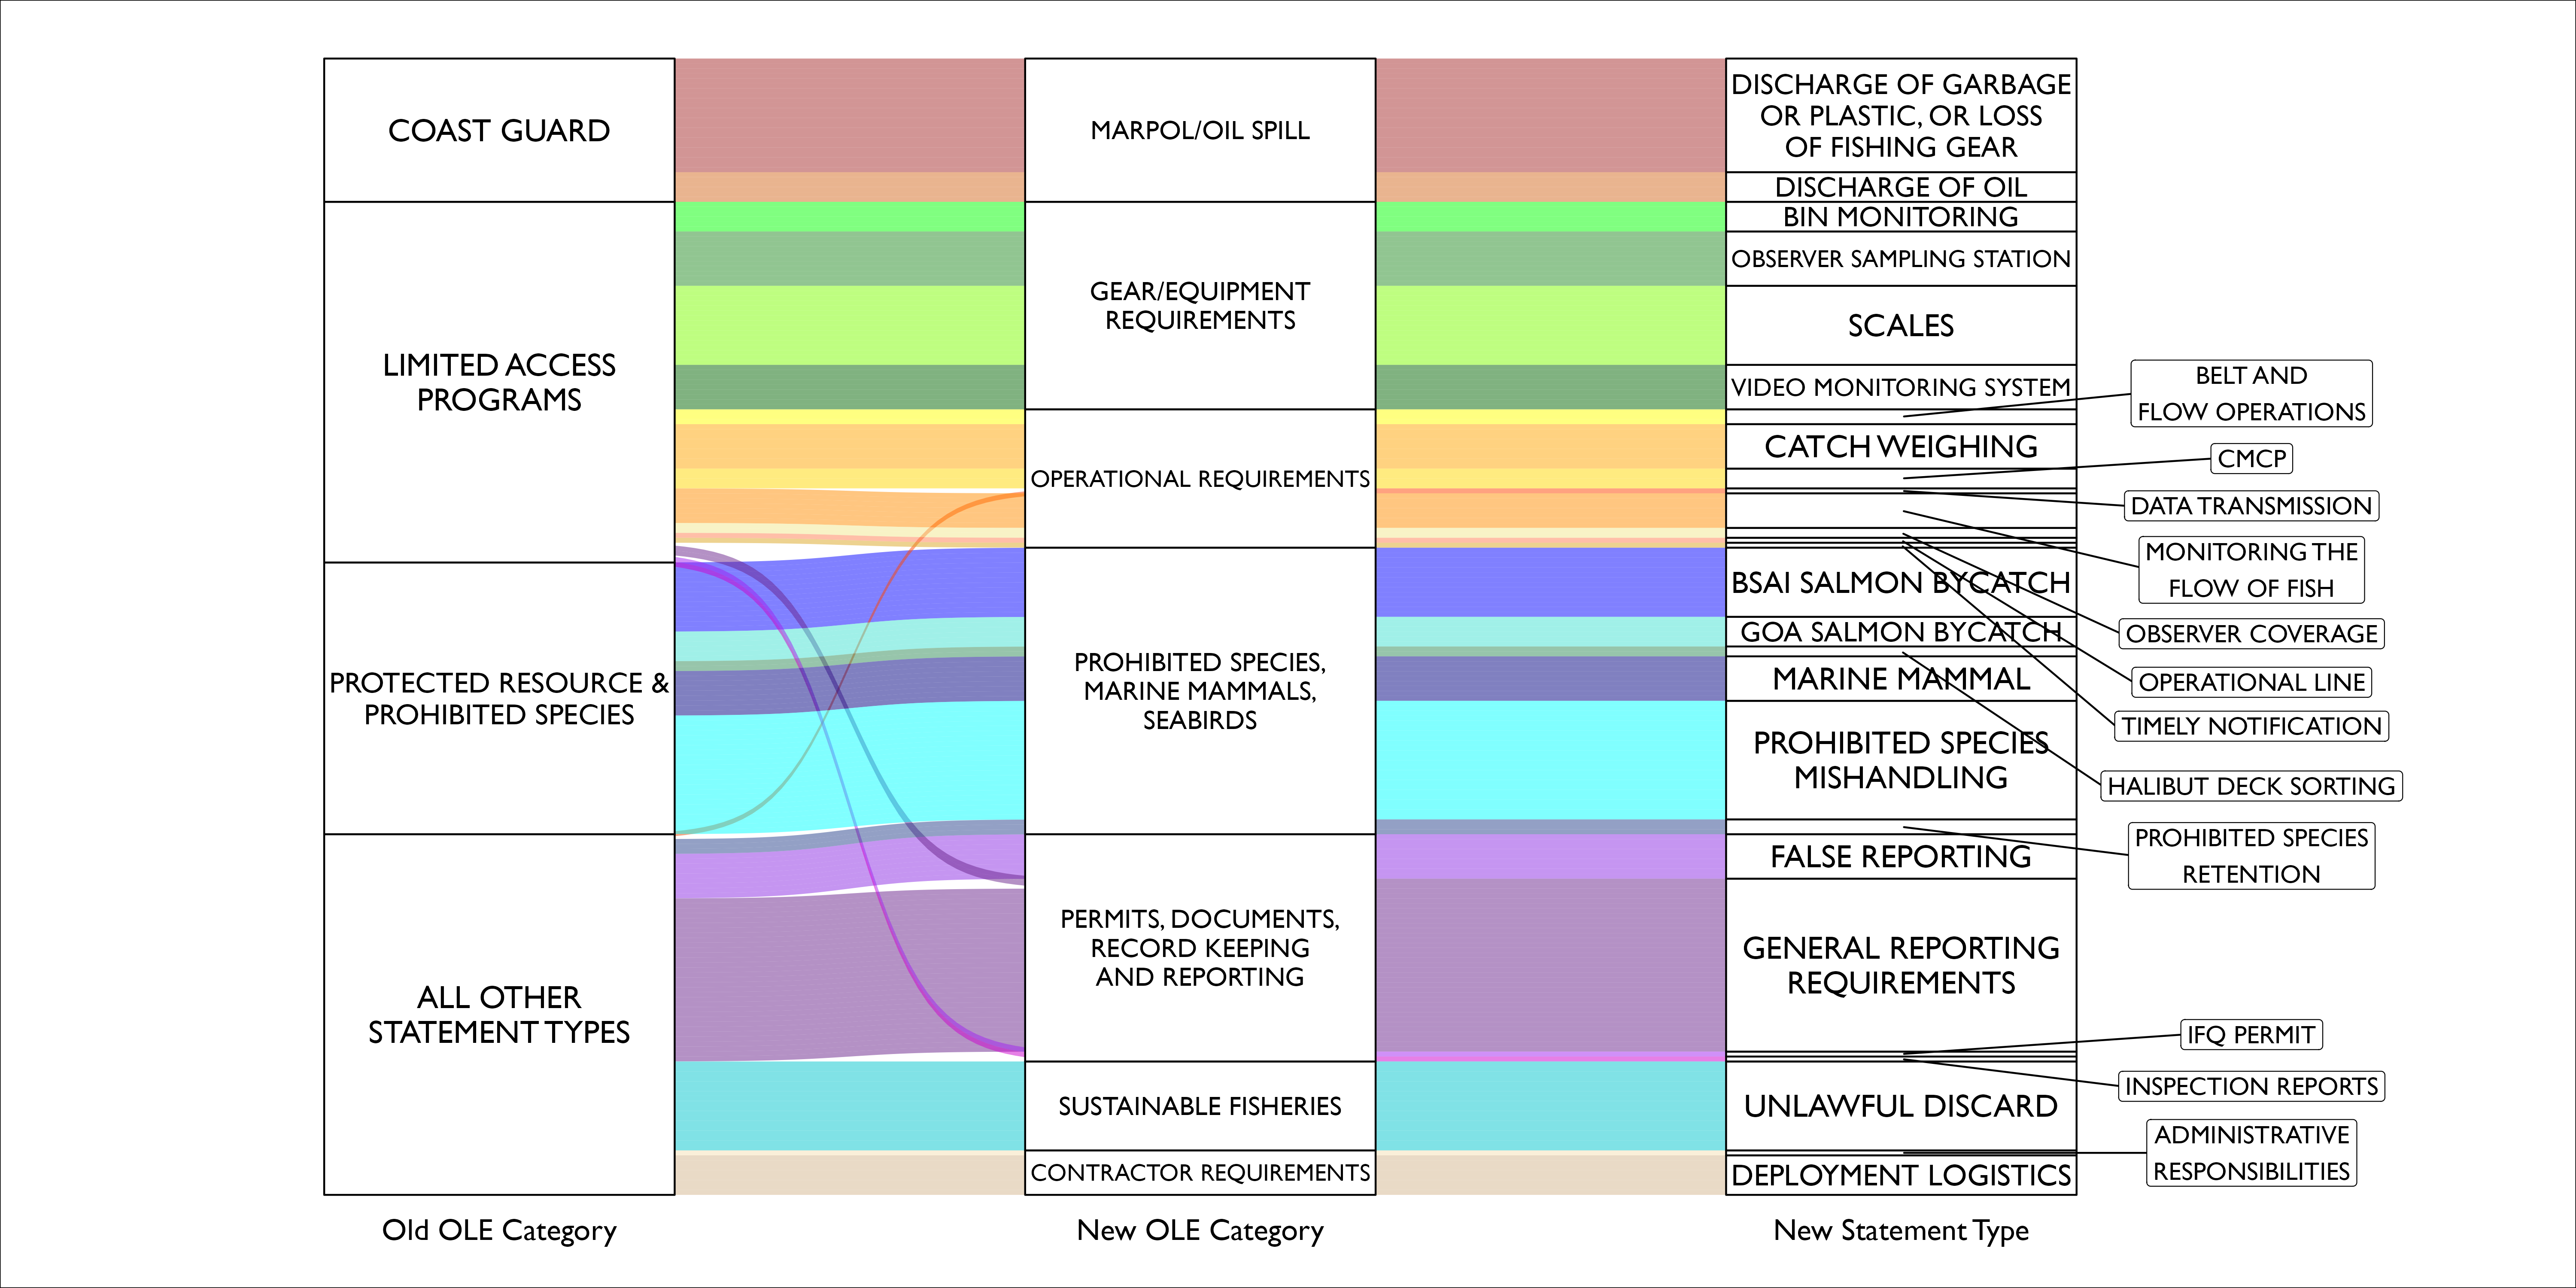 COAST GUARD
LIMITED ACCESS
PROGRAMS
PROTECTED RESOURCE &
PROHIBITED SPECIES
ALL OTHER
STATEMENT TYPES
Old OLE Category
MARPOL/OIL SPILL
GEAR/EQUIPMENT
REQUIREMENTS
OPERATIONAL REQUIREMENTS
PROHIBITED SPECIES,
MARINE MAMMALS,
SEABIRDS
PERMITS, DOCUMENTS,
RECORD KEEPING
AND REPORTING
SUSTAINABLE FISHERIES
CONTRACTOR REQUIREMENTS
New OLE Category
DISCHARGE OF GARBAGE
OR PLASTIC, OR LOSS
OF FISHING GEAR
DISCHARGE OF OIL
BIN MONITORING
OBSERVER SAMPLING STATION
SCALES
VIDEO MONITORING SYSTEM
CATCH WEIGHING
BSAI SALMON BYCATCH
GOA SALMON BYCATCH
MARINE MAMMAL
PROHIBITED SPECIES
MISHANDLING
FALSE REPORTING
GENERAL REPORTING
REQUIREMENTS
UNLAWFUL DISCARD
DEPLOYMENT LOGISTICS
New Statement Type
BELT AND
FLOW OPERATIONS
CMCP
DATA TRANSMISSION
MONITORING THE
FLOW OF FISH
OBSERVER COVERAGE
OPERATIONAL LINE
TIMELY NOTIFICATION
HALIBUT DECK SORTING
PROHIBITED SPECIES
RETENTION
IFQ PERMIT
INSPECTION REPORTS
ADMINISTRATIVE
RESPONSIBILITIES